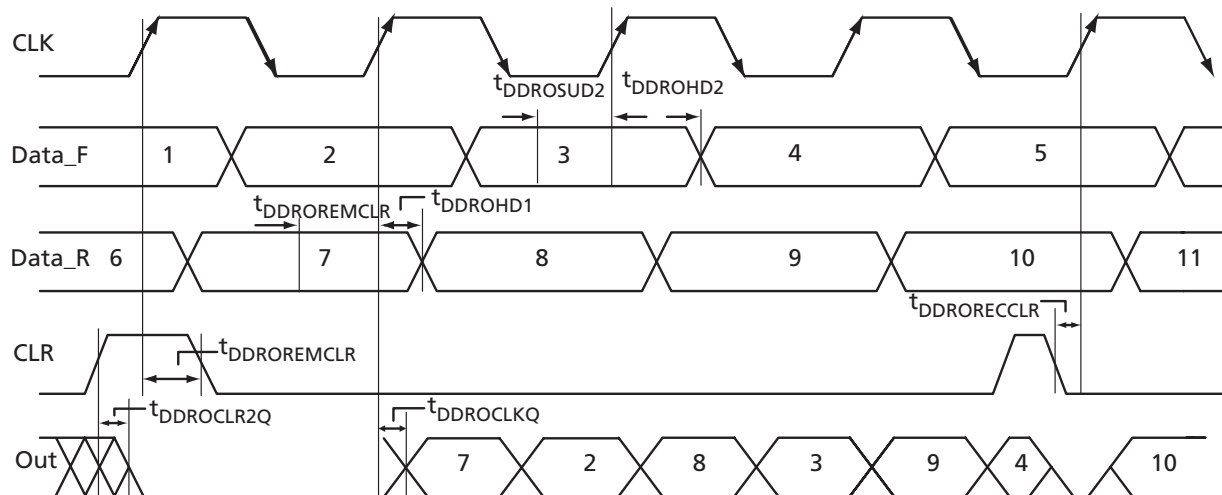 CLK
tDDROSUD2 tDDROHD2
Data_F 1 2 3 4 5
tDDROREMCLR tDDROHD1
Data_R 6 7 8 9 10 11
tDDRORECCLR
CLR tDDROREMCLR
tDDROCLR2Q tDDROCLKQ
Out 7 2 8 3 9 4 10